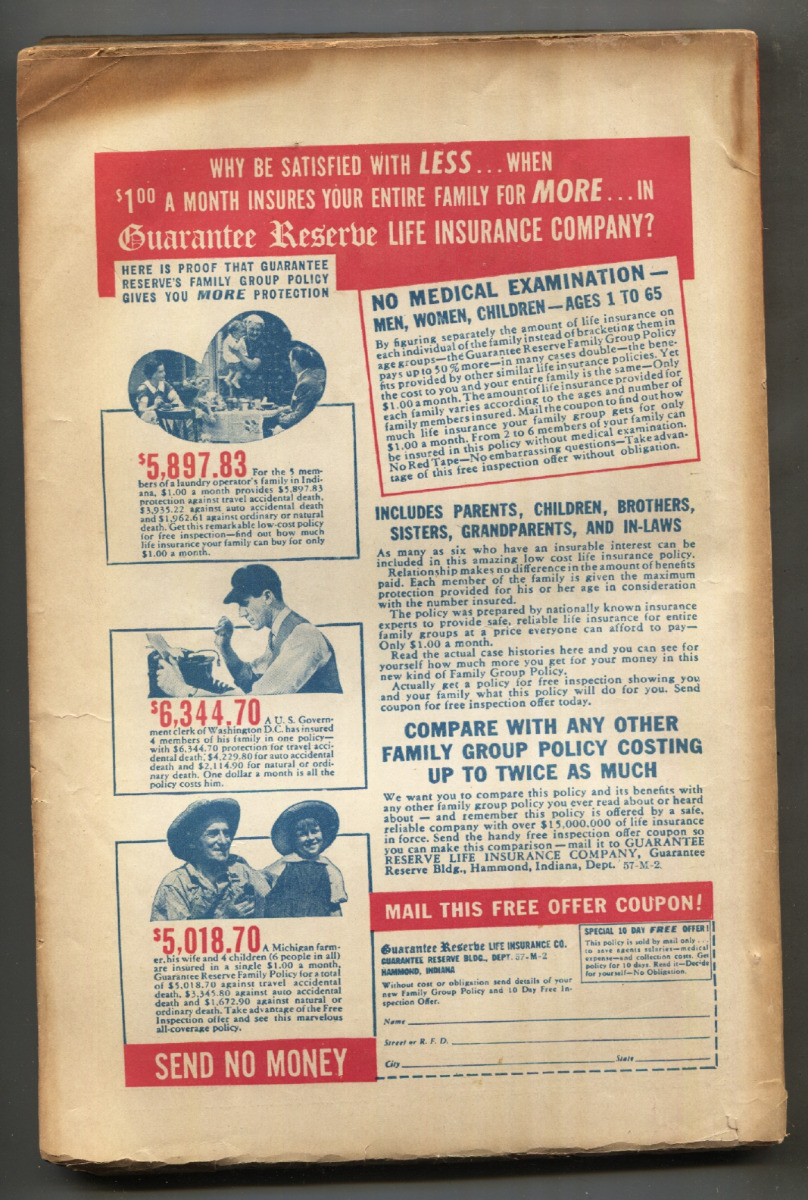 WHY BE SATISFIED WITH LESS... WHEN
$1.00 A MONTH INSURES YOUR ENTIRE FAMILY FOR MORE...IN
Guarantee Reserve LIFE INSURANCE COMPANY?
HERE IS PROOF THAT GUARANTEE
RESERVE'S FAMILY GROUP POLICY
GIVES YOU MORE PROTECTION
$5,897.83 For the 5 mem-
bers of a laundry operator's family in Indi-
ana, $1.00 a month provides $5,897.83
protection against travel accidental death,
$3,935.22 against auto accidental death
and $1,962.61 against ordinary or natural
death. Get this remarkable low-cost policy
for free inspection—find out how much
life insurance your family can buy for only
$1.00 a month.
$6,344.70 A U. S. Govern-
ment clerk of Washington D.C. has insured
4 members of his family in one policy—
with $6,344.70 protection for travel acci-
dental death; $4,229.80 for auto accidental
death and $2,114.90 for natural or ordi-
nary death. One dollar a month is all the
policy costs him.
$5,018.70 A Michigan farm-
er, his wife and 4 children (6 people in all)
are insured in a single $1.00 a month,
Guarantee Reserve Family Policy for a total
of $5,018.70 against travel accidental
death, $3,345.80 against auto accidental
death and $1,672.90 against natural or
ordinary death. Take advantage of the Free
Inspection offer and see this marvelous
all-coverage policy.
SEND NO MONEY
NO MEDICAL EXAMINATION—
MEN, WOMEN, CHILDREN—AGES 1 TO 65
By figuring separately the amount of life insurance on
each individual of the family instead of bracketing them in
age groups—the Guarantee Reserve Family Group Policy
pays up to 50% more—in many cases double—the bene-
fits provided by other similar life insurance policies. Yet
the cost to you and your entire family is the same—Only
$1.00 a month. The amount of life insurance provided for
each family varies according to the ages and number of
family members insured. Mail the coupon to find out how
much life insurance your family group gets for only
$1.00 a month. From 2 to 6 members of your family can
be insured in this policy without medical examination.
No Red Tape—No embarrassing questions—Take advan-
tage of this free inspection offer without obligation.
INCLUDES PARENTS, CHILDREN, BROTHERS,
SISTERS, GRANDPARENTS, AND IN-LAWS
As many as six who have an insurable interest can be
included in this amazing low cost life insurance policy.
Relationship makes no difference in the amount of benefits
paid. Each member of the family is given the maximum
protection provided for his or her age in consideration
with the number insured.
The policy was prepared by nationally known insurance
experts to provide safe, reliable life insurance for entire
family groups at a price everyone can afford to pay—
Only $1.00 a month.
Read the actual case histories here and you can see for
yourself how much more you get for your money in this
new kind of Family Group Policy.
Actually get a policy for free inspection showing you
and your family what this policy will do for you. Send
coupon for free inspection offer today.
COMPARE WITH ANY OTHER
FAMILY GROUP POLICY COSTING
UP TO TWICE AS MUCH
We want you to compare this policy and its benefits with
any other family group policy you ever read about or heard
about — and remember this policy is offered by a safe,
reliable company with over $15,000,000 of life insurance
in force. Send the handy free inspection offer coupon so
you can make this comparison—mail it to GUARANTEE
RESERVE LIFE INSURANCE COMPANY, Guarantee
Reserve Bldg., Hammond, Indiana, Dept. 57-M-2.
MAIL THIS FREE OFFER COUPON!
Guarantee Reserve LIFE INSURANCE CO.
GUARANTEE RESERVE BLDG., DEPT. 57-M-2
HAMMOND, INDIANA
Without cost or obligation send details of your
new Family Group Policy and 10 Day Free In-
spection Offer.
SPECIAL 10 DAY FREE OFFER!
This policy is sold by mail only...
to save agents salaries—medical
expense—and collection costs. Get
policy for 10 days. Read it—Decide
for yourself—No Obligation.
Name
Street or R. F. D.
City State